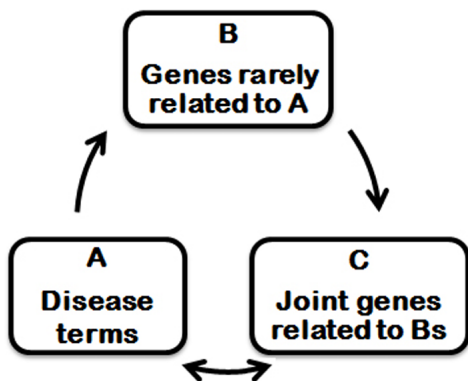 B
Genes rarely
related to A
A
Disease
terms
C
Joint genes
related to Bs